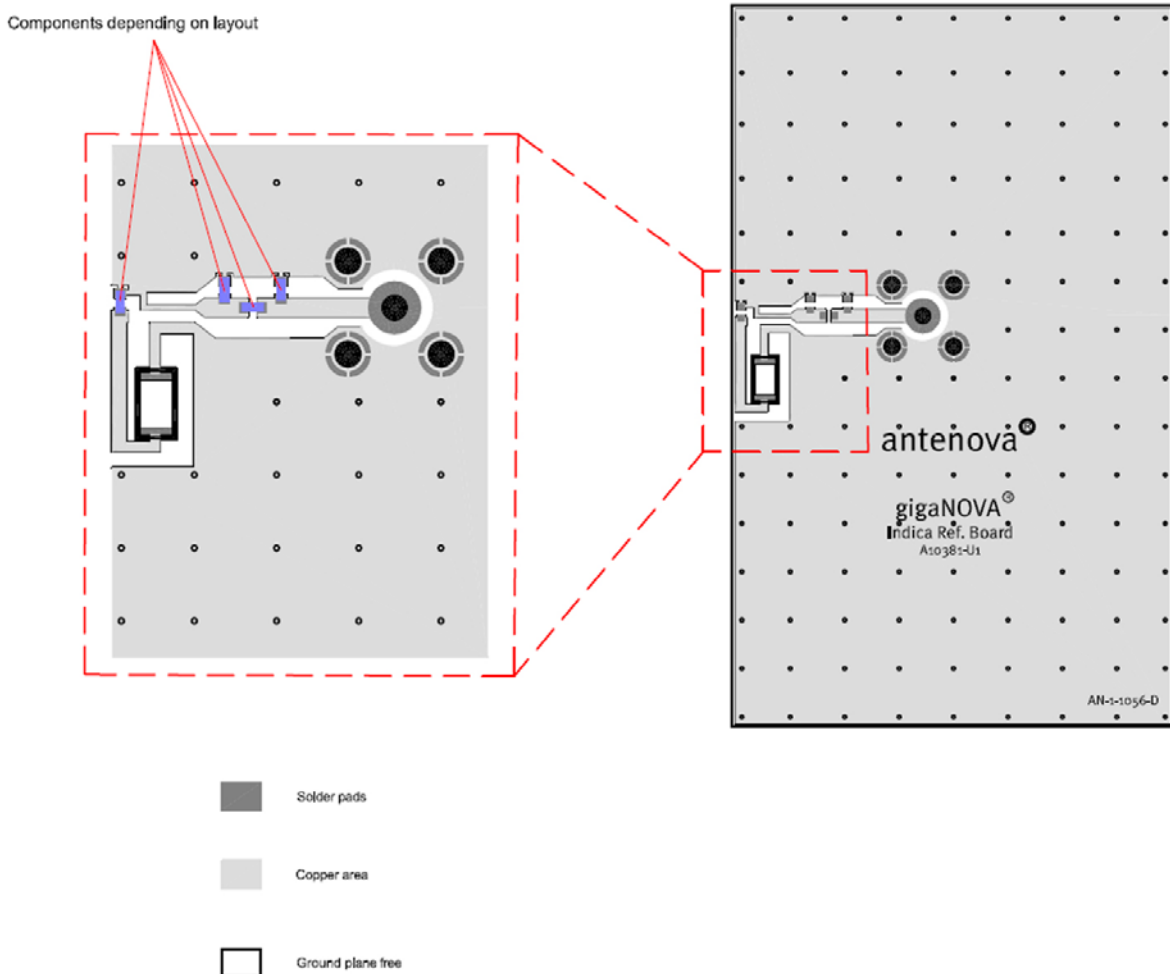 Components depending on layout
antenova®
gigaNOVA®
Indica Ref. Board
A10381-U1
AN-1-1056-D
Solder pads
Copper area
Ground plane free